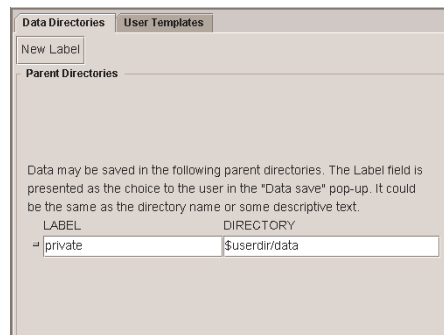 Data Directories User Templates
New Label
Parent Directories
Data may be saved in the following parent directories. The Label field is
presented as the choice to the user in the "Data save" pop-up. It could
be the same as the directory name or some descriptive text.
LABEL DIRECTORY
private $userdir/data